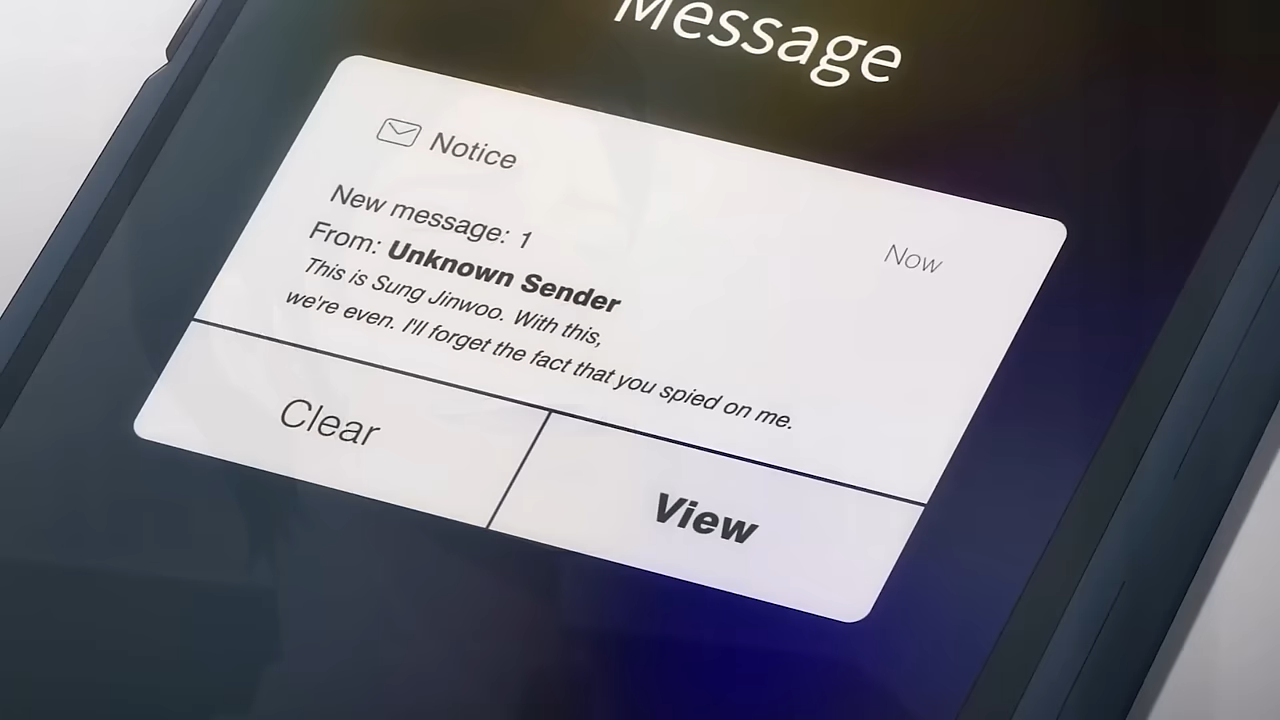 Message
Notice
New message: 1
Now
From: Unknown Sender
This is Sung Jinwoo. With this,
we're even. I'll forget the fact that you spied on me.
Clear
View